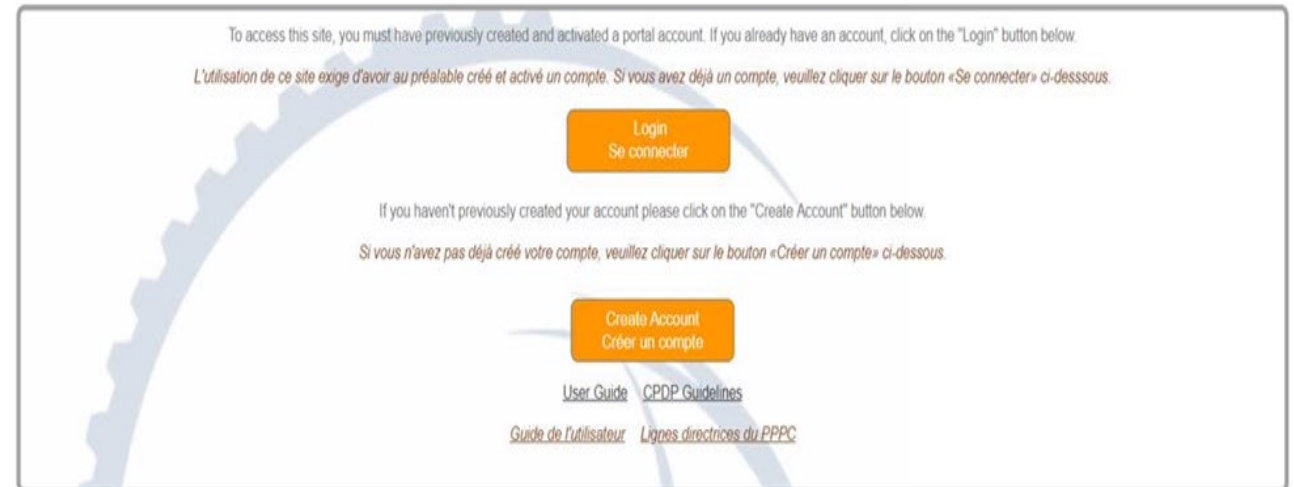 To access this site, you must have previously created and activated a portal account. If you already have an account, click on the "Login" button below.
L'utilisation de ce site exige d'avoir au préalable créé et activé un compte. Si vous avez déjà un compte, veuillez cliquer sur le bouton «Se connecter» ci-desssous.
Login
Se connecter
If you haven't previously created your account please click on the "Create Account" button below.
Si vous n'avez pas déjà créé votre compte, veuillez cliquer sur le bouton «Créer un compte» ci-dessous.
Create Account
Créer un compte
User Guide CPDP Guidelines
Guide de l'utilisateur Lignes directrices du PPPC